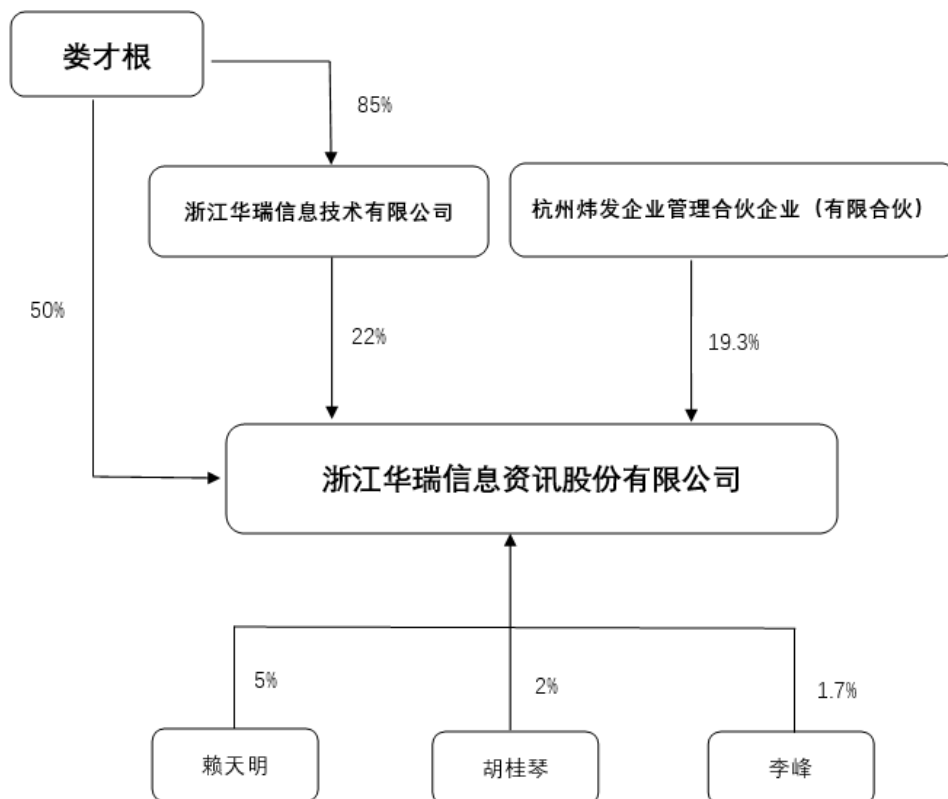 娄才根
85%
浙江华瑞信息技术有限公司
杭州炜发企业管理合伙企业（有限合伙）
50%
22%
19.3%
浙江华瑞信息资讯股份有限公司
5%
2%
1.7%
赖天明
胡桂琴
李峰